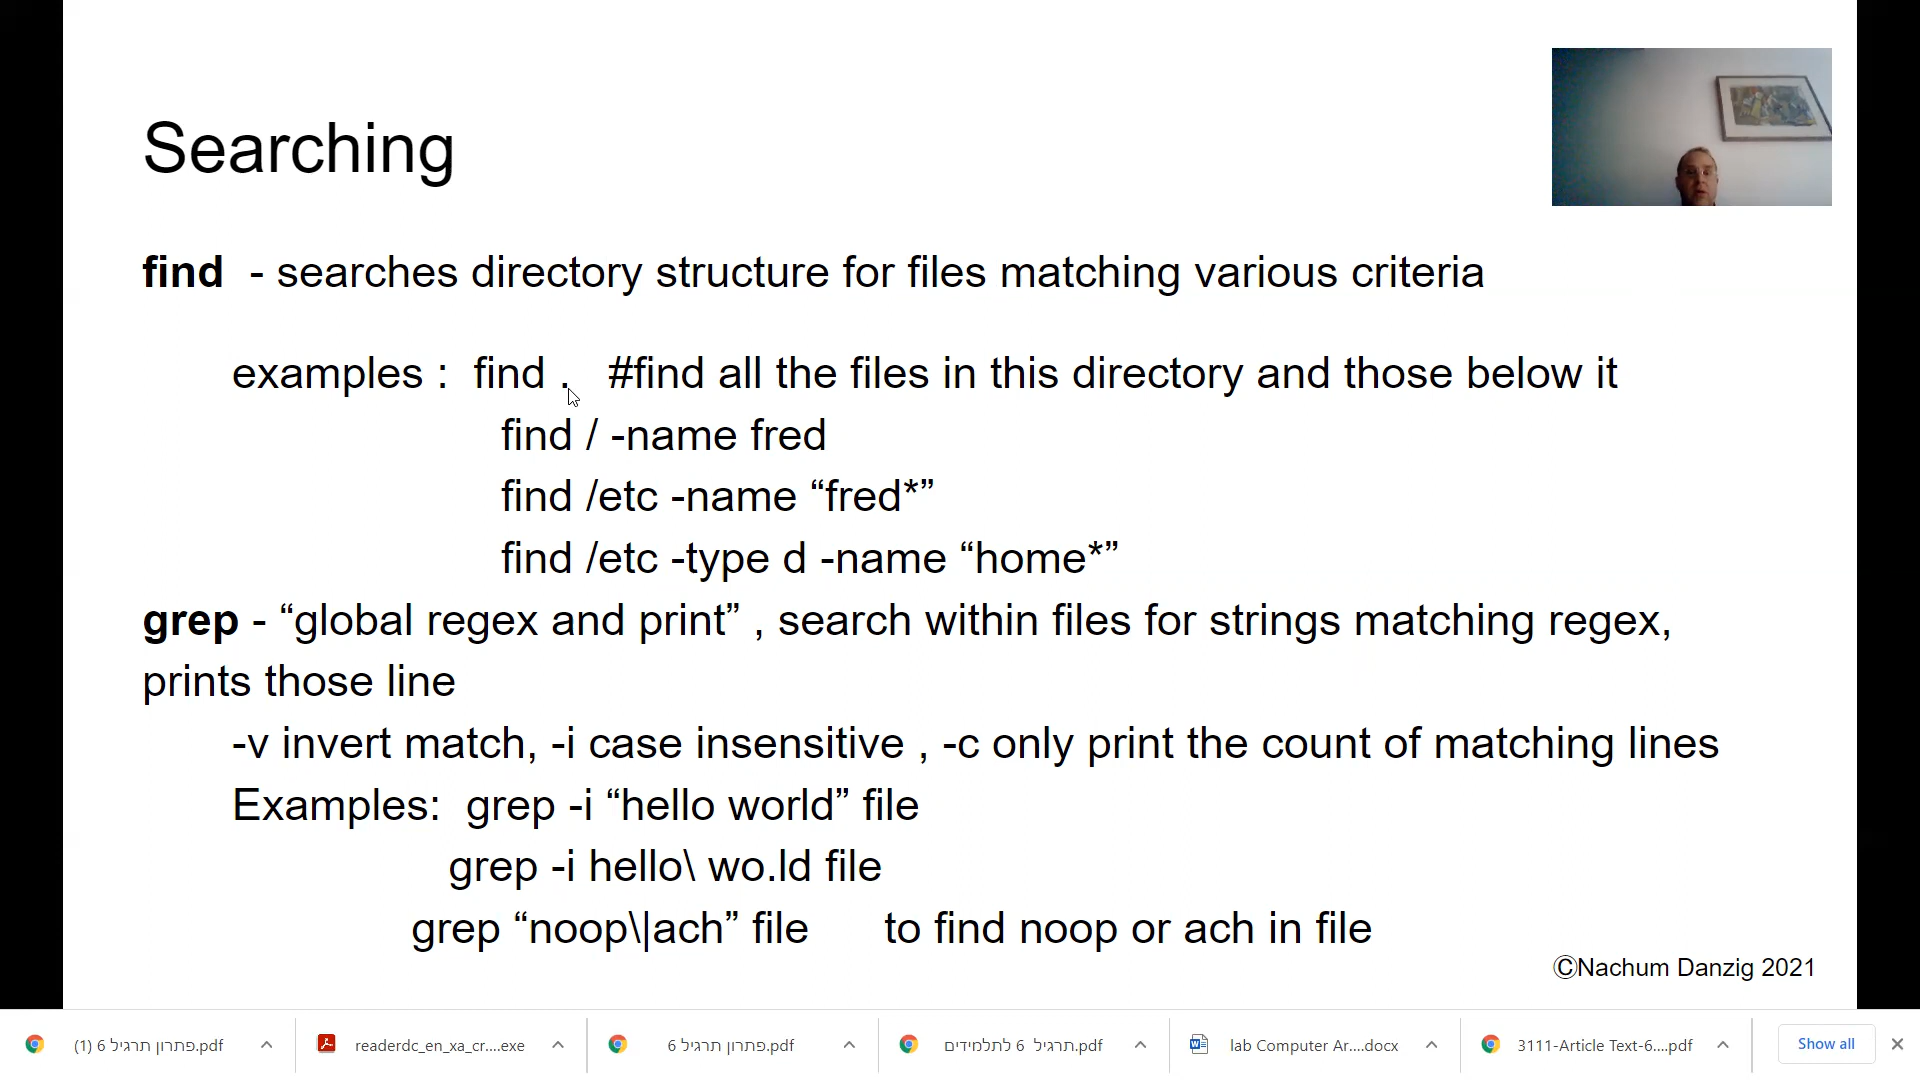 Searching
find - searches directory structure for files matching various criteria
examples : find . #find all the files in this directory and those below it
find / -name fred
find /etc -name “fred*”
find /etc -type d -name “home*”
grep - “global regex and print” , search within files for strings matching regex,
prints those line
-v invert match, -i case insensitive , -c only print the count of matching lines
Examples: grep -i “hello world” file
grep -i hello\ wo.ld file
grep “noop\|ach” file to find noop or ach in file
ⒸNachum Danzig 2021
פתרון תרגיל 6 (1).pdf
readerdc_en_xa_cr....exe
פתרון תרגיל 6.pdf
תרגיל 6 לתלמידים.pdf
lab Computer Ar....docx
3111-Article Text-6....pdf
Show all